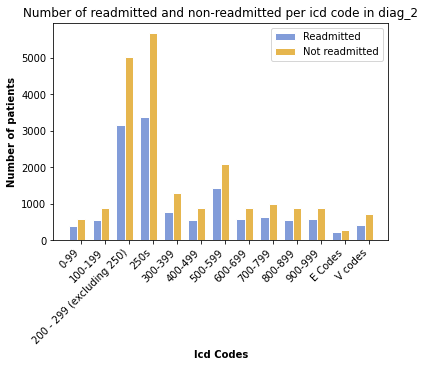 Number of readmitted and non-readmitted per icd code in diag_2
Readmitted
Not readmitted
Number of patients
5000
4000
3000
2000
1000
0
0-99
100-199
200 - 299 (excluding 250)
250s
300-399
400-499
500-599
600-699
700-799
800-899
900-999
E Codes
V codes
Icd Codes